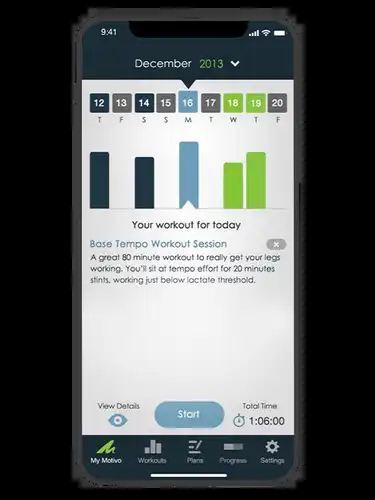 9:41
December 2013
12 13 14 15 16 17 18 19 20
T F S S M T W T F
Your workout for today
Base Tempo Workout Session
A great 80 minute workout to really get your legs
working. You'll sit at tempo effort for 20 minutes
stints, working just below lactate threshold.
View Details
Start
Total Time
1:06:00
My Motivo Workouts Plans Progress Settings